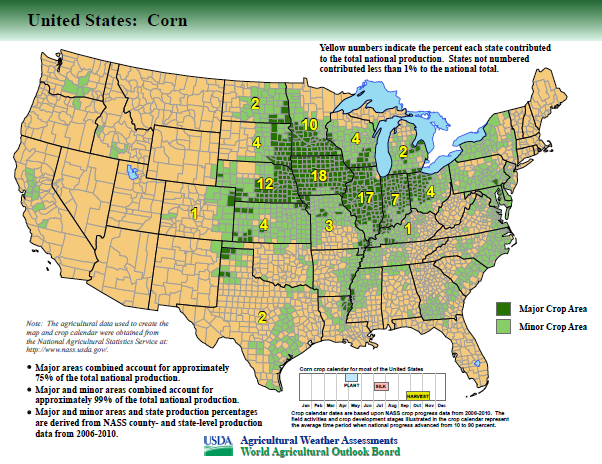 United States: Corn
Yellow numbers indicate the percent each state contributed
to the total national production. States not numbered
contributed less than 1% to the national total.
2
10
4
4
2
12
18
17
7
4
1
4
3
1
2
Major Crop Area
Minor Crop Area
Note: The agricultural data used to create the
map and crop calendar were obtained from
the National Agricultural Statistics Service at:
http://www.nass.usda.gov/.
• Major areas combined account for approximately
75% of the total national production.
• Major and minor areas combined account for
approximately 99% of the total national production.
• Major and minor areas and state production percentages
are derived from NASS county- and state-level production
data from 2006-2010.
Corn crop calendar for most of the United States
PLANT
SILK
HARVEST
Jan Feb Mar Apr May Jun Jul Aug Sep Oct Nov Dec
Crop calendar dates are based upon NASS crop progress data from 2006-2010. The
field activities and crop development stages illustrated in the crop calendar represent
the average time period when national progress advanced from 10 to 90 percent.
USDA Agricultural Weather Assessments
World Agricultural Outlook Board